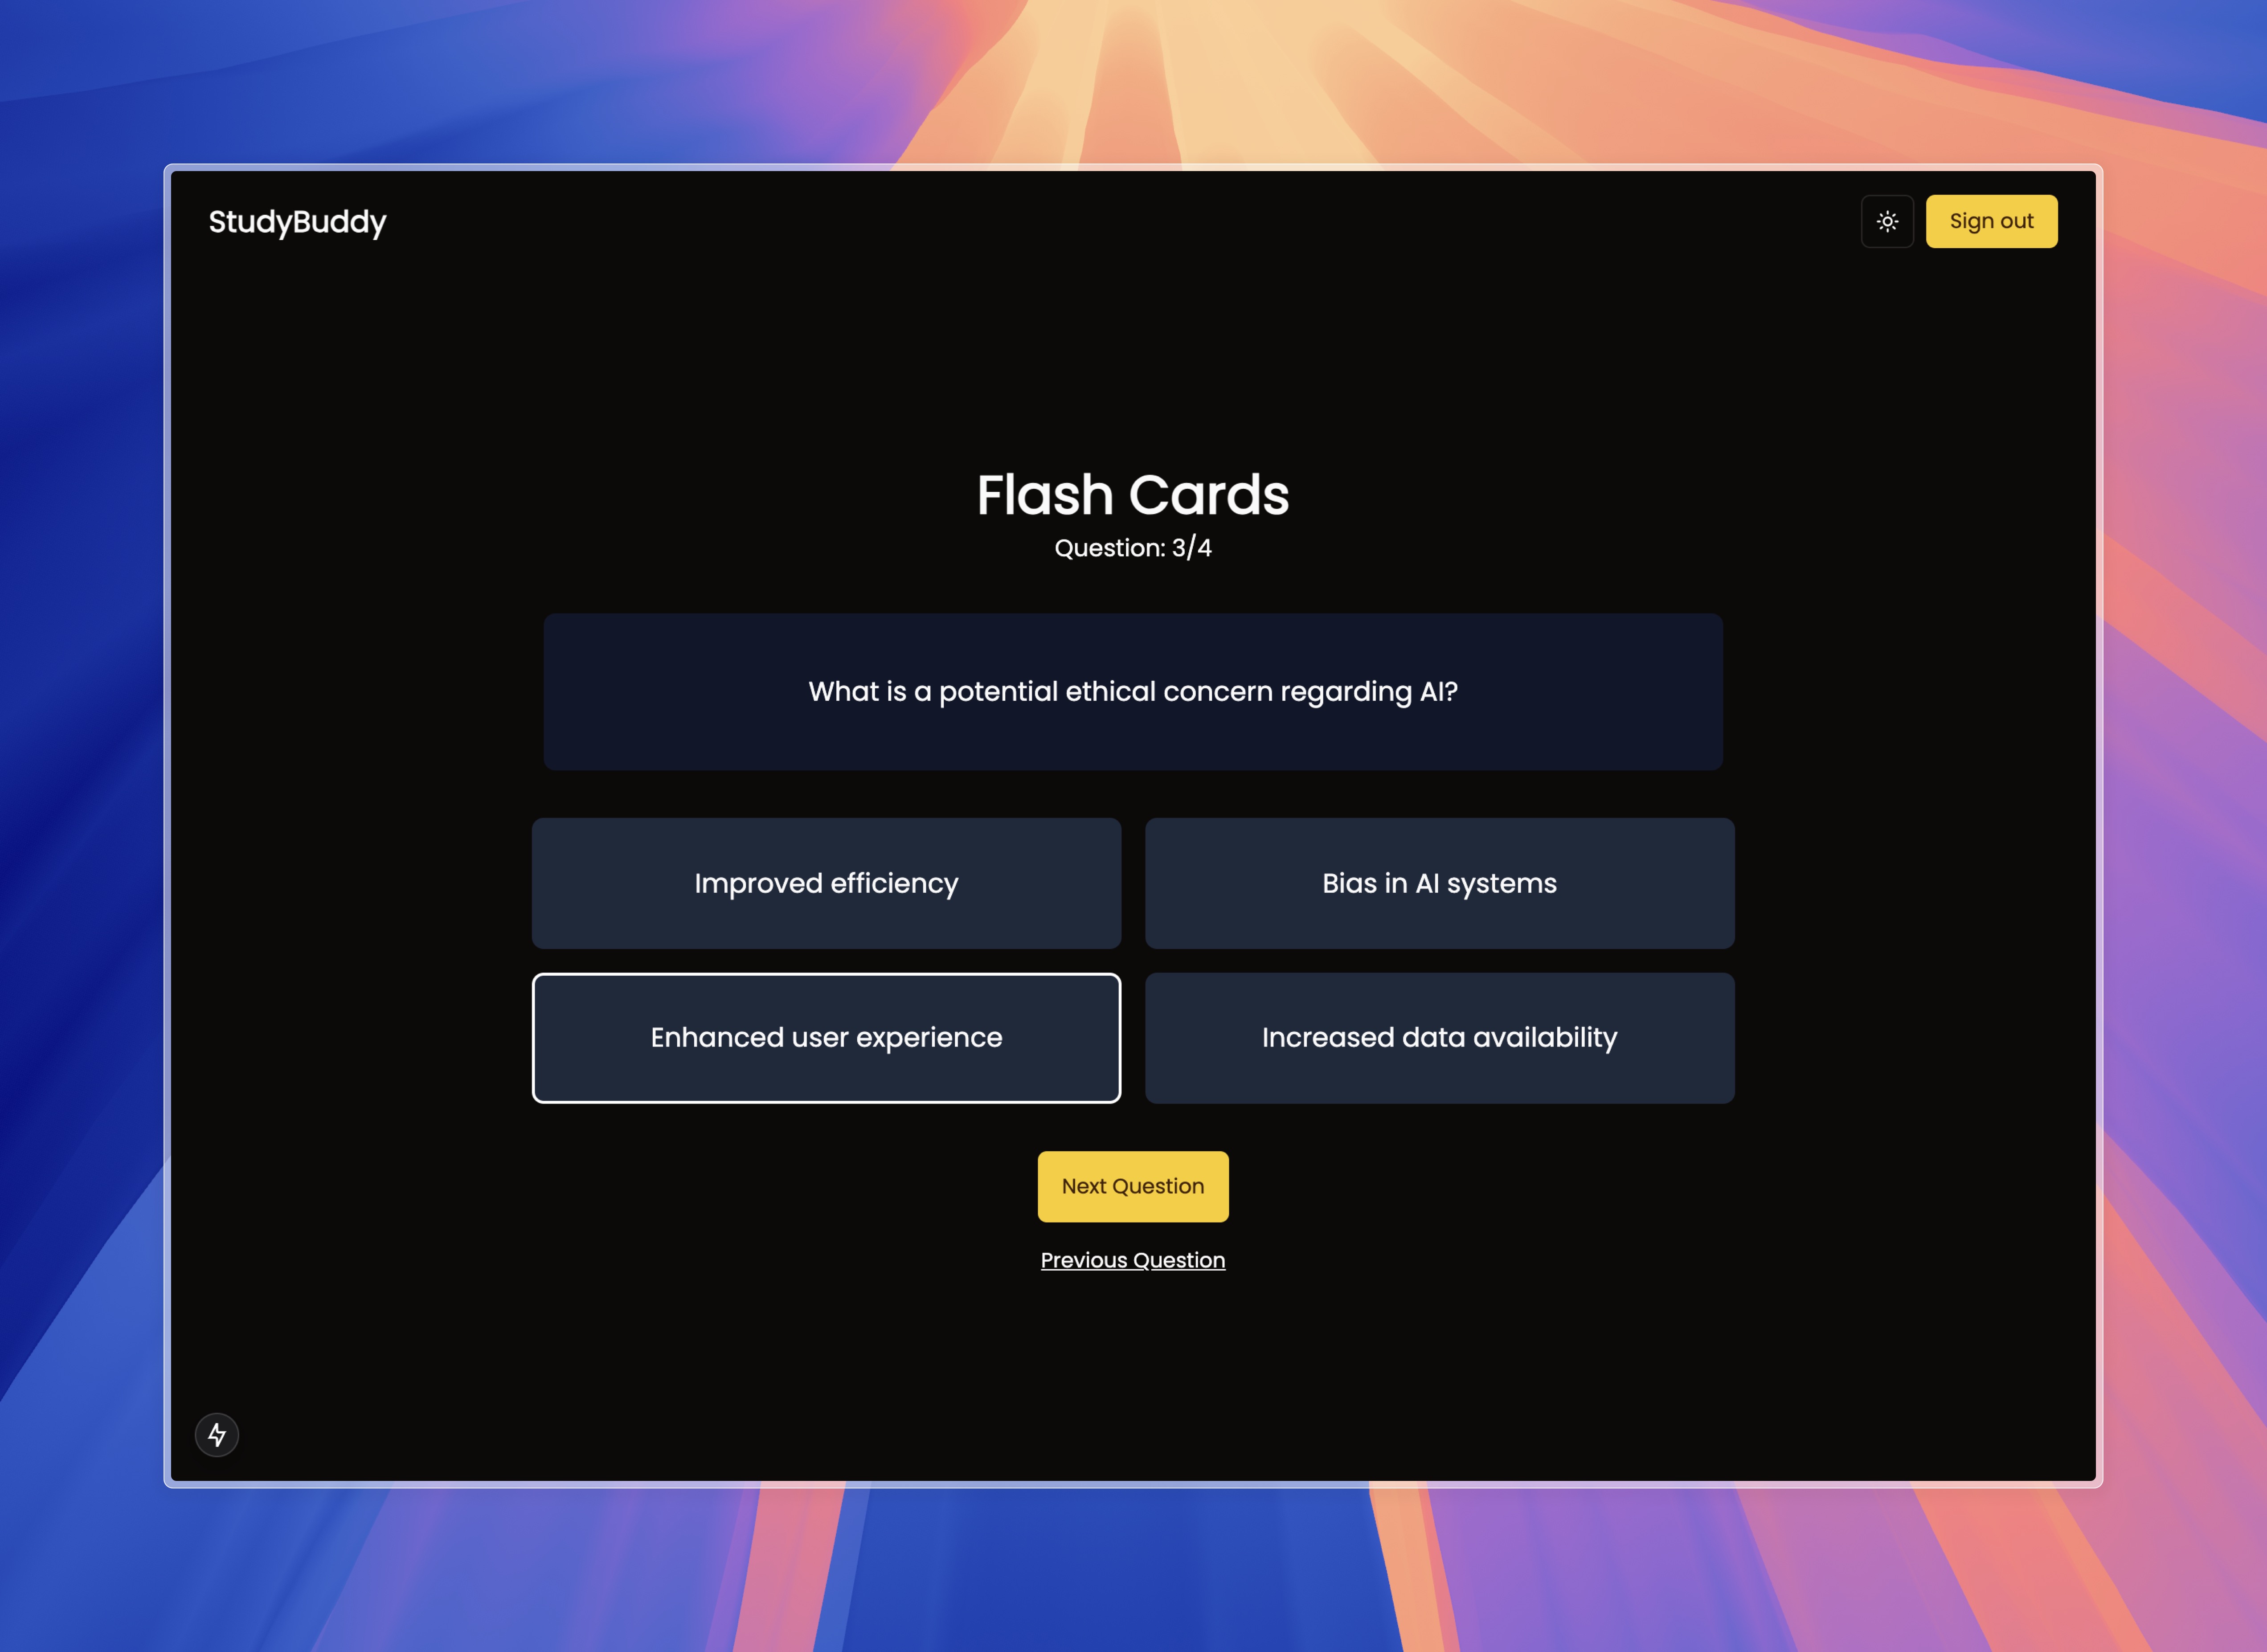 StudyBuddy
Sign out
Flash Cards
Question: 3/4
What is a potential ethical concern regarding AI?
Improved efficiency
Bias in AI systems
Enhanced user experience
Increased data availability
Next Question
Previous Question